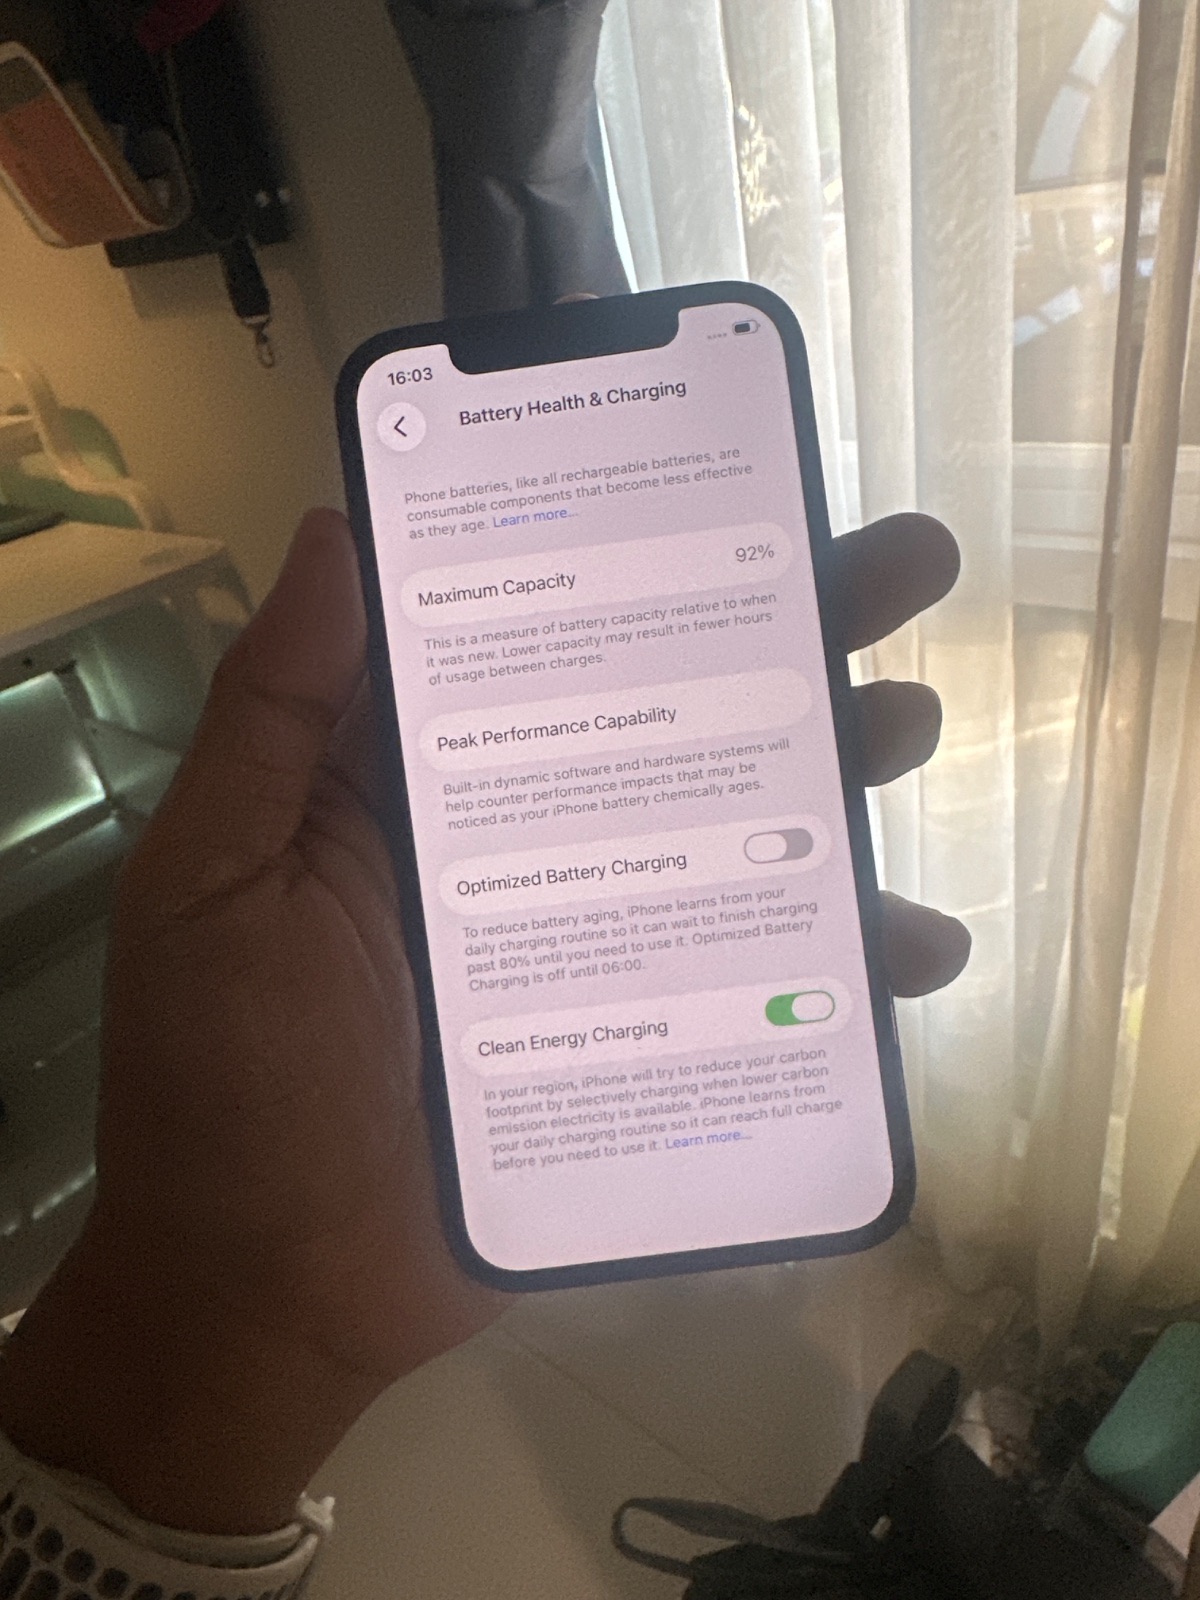 16:03
Battery Health & Charging
Phone batteries, like all rechargeable batteries, are
consumable components that become less effective
as they age. Learn more...
Maximum Capacity 92%
This is a measure of battery capacity relative to when
it was new. Lower capacity may result in fewer hours
of usage between charges.
Peak Performance Capability
Built-in dynamic software and hardware systems will
help counter performance impacts that may be
noticed as your iPhone battery chemically ages.
Optimized Battery Charging
To reduce battery aging, iPhone learns from your
daily charging routine so it can wait to finish charging
past 80% until you need to use it. Optimized Battery
Charging is off until 06:00.
Clean Energy Charging
In your region, iPhone will try to reduce your carbon
footprint by selectively charging when lower carbon
emission electricity is available. iPhone learns from
your daily charging routine so it can reach full charge
before you need to use it. Learn more...